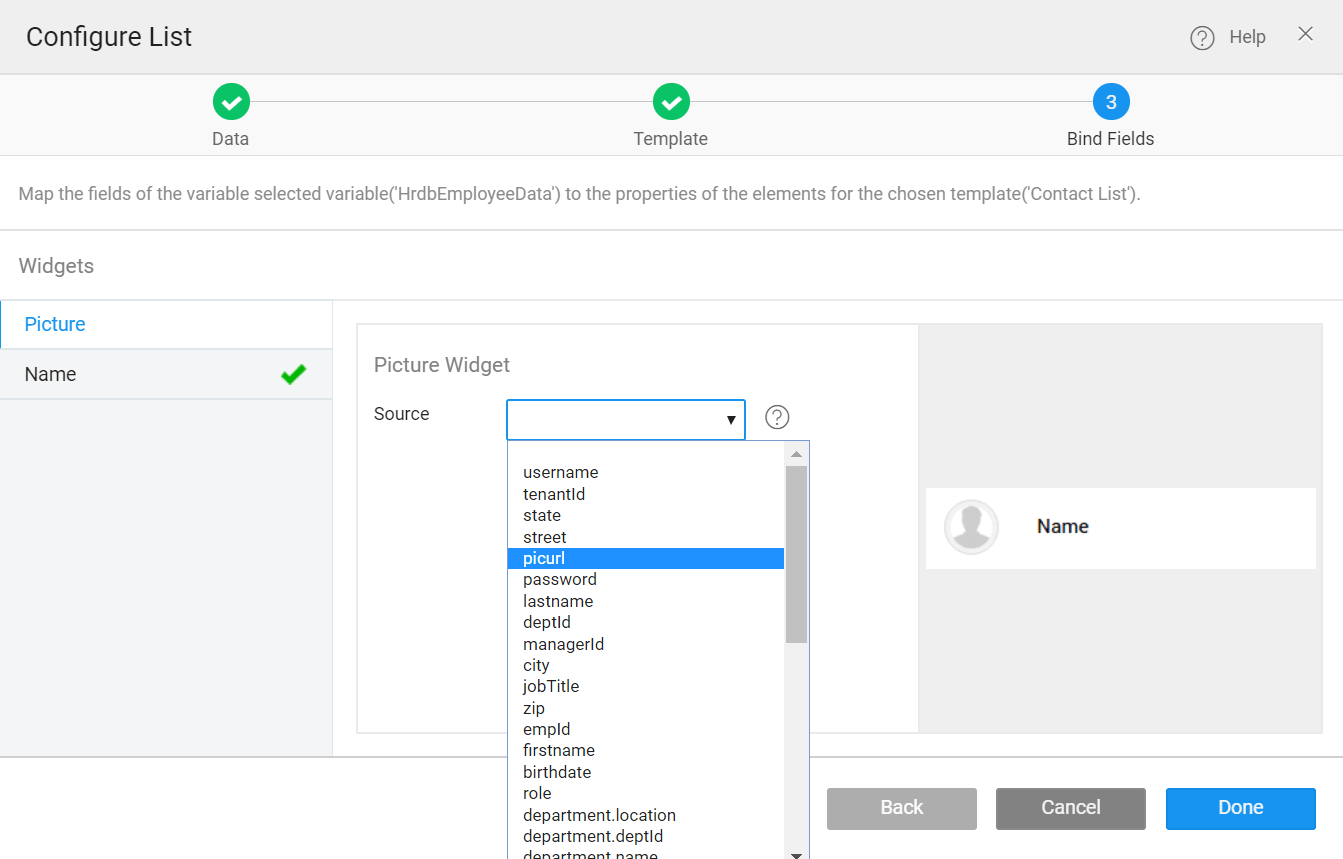 Configure List
? Help
3
Data
Template
Bind Fields
Map the fields of the variable selected variable('HrdbEmployeeData') to the properties of the elements for the chosen template('Contact List').
Widgets
Picture
Name
Picture Widget
Source
?
username
tenantId
state
street
picurl
password
lastname
deptId
managerId
city
jobTitle
zip
empId
firstname
birthdate
role
department.location
department.deptId
department.name
Name
Back
Cancel
Done